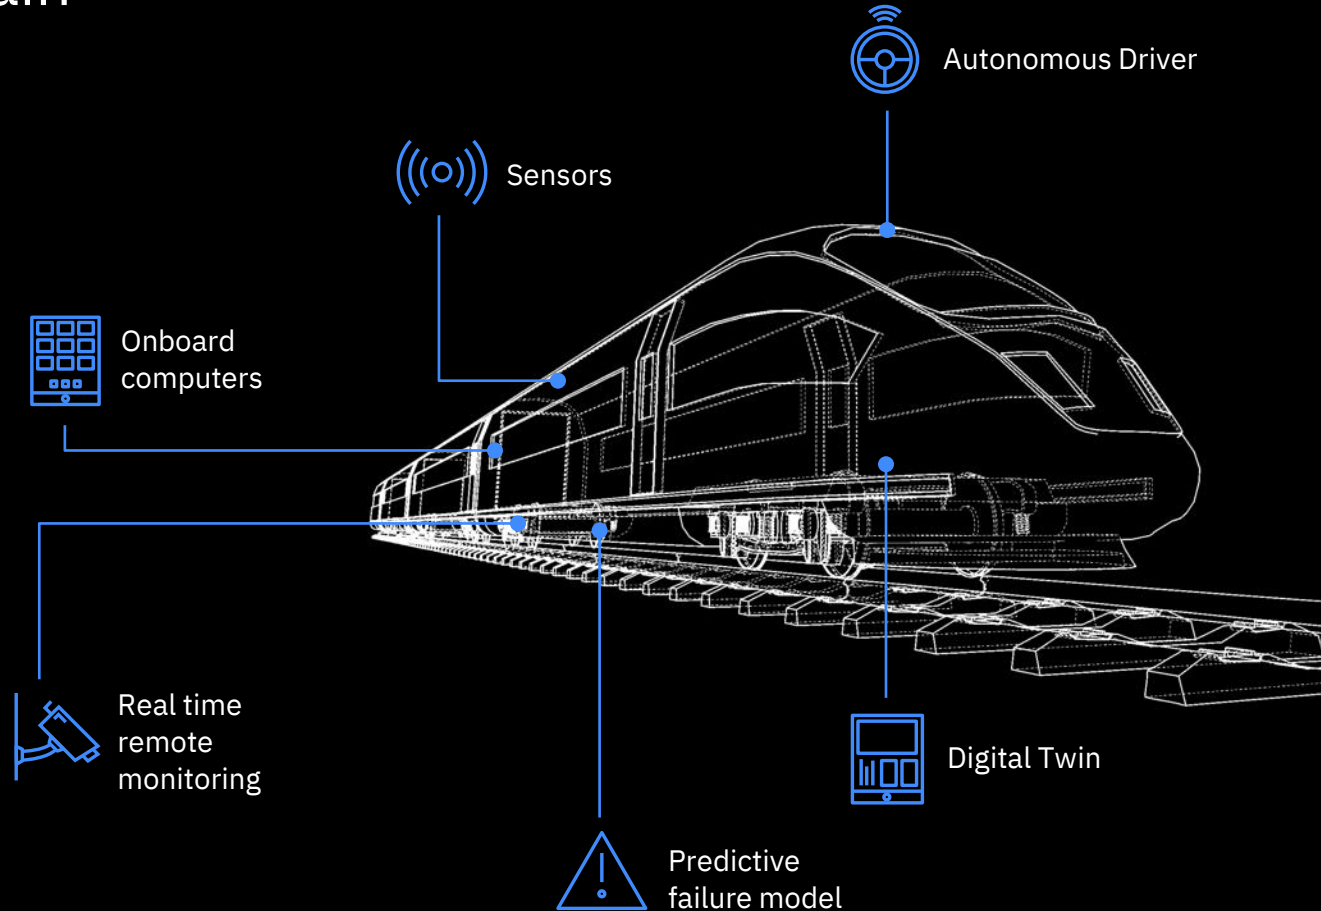 Autonomous Driver
Sensors
Onboard
computers
Real time
remote
monitoring
Digital Twin
Predictive
failure model